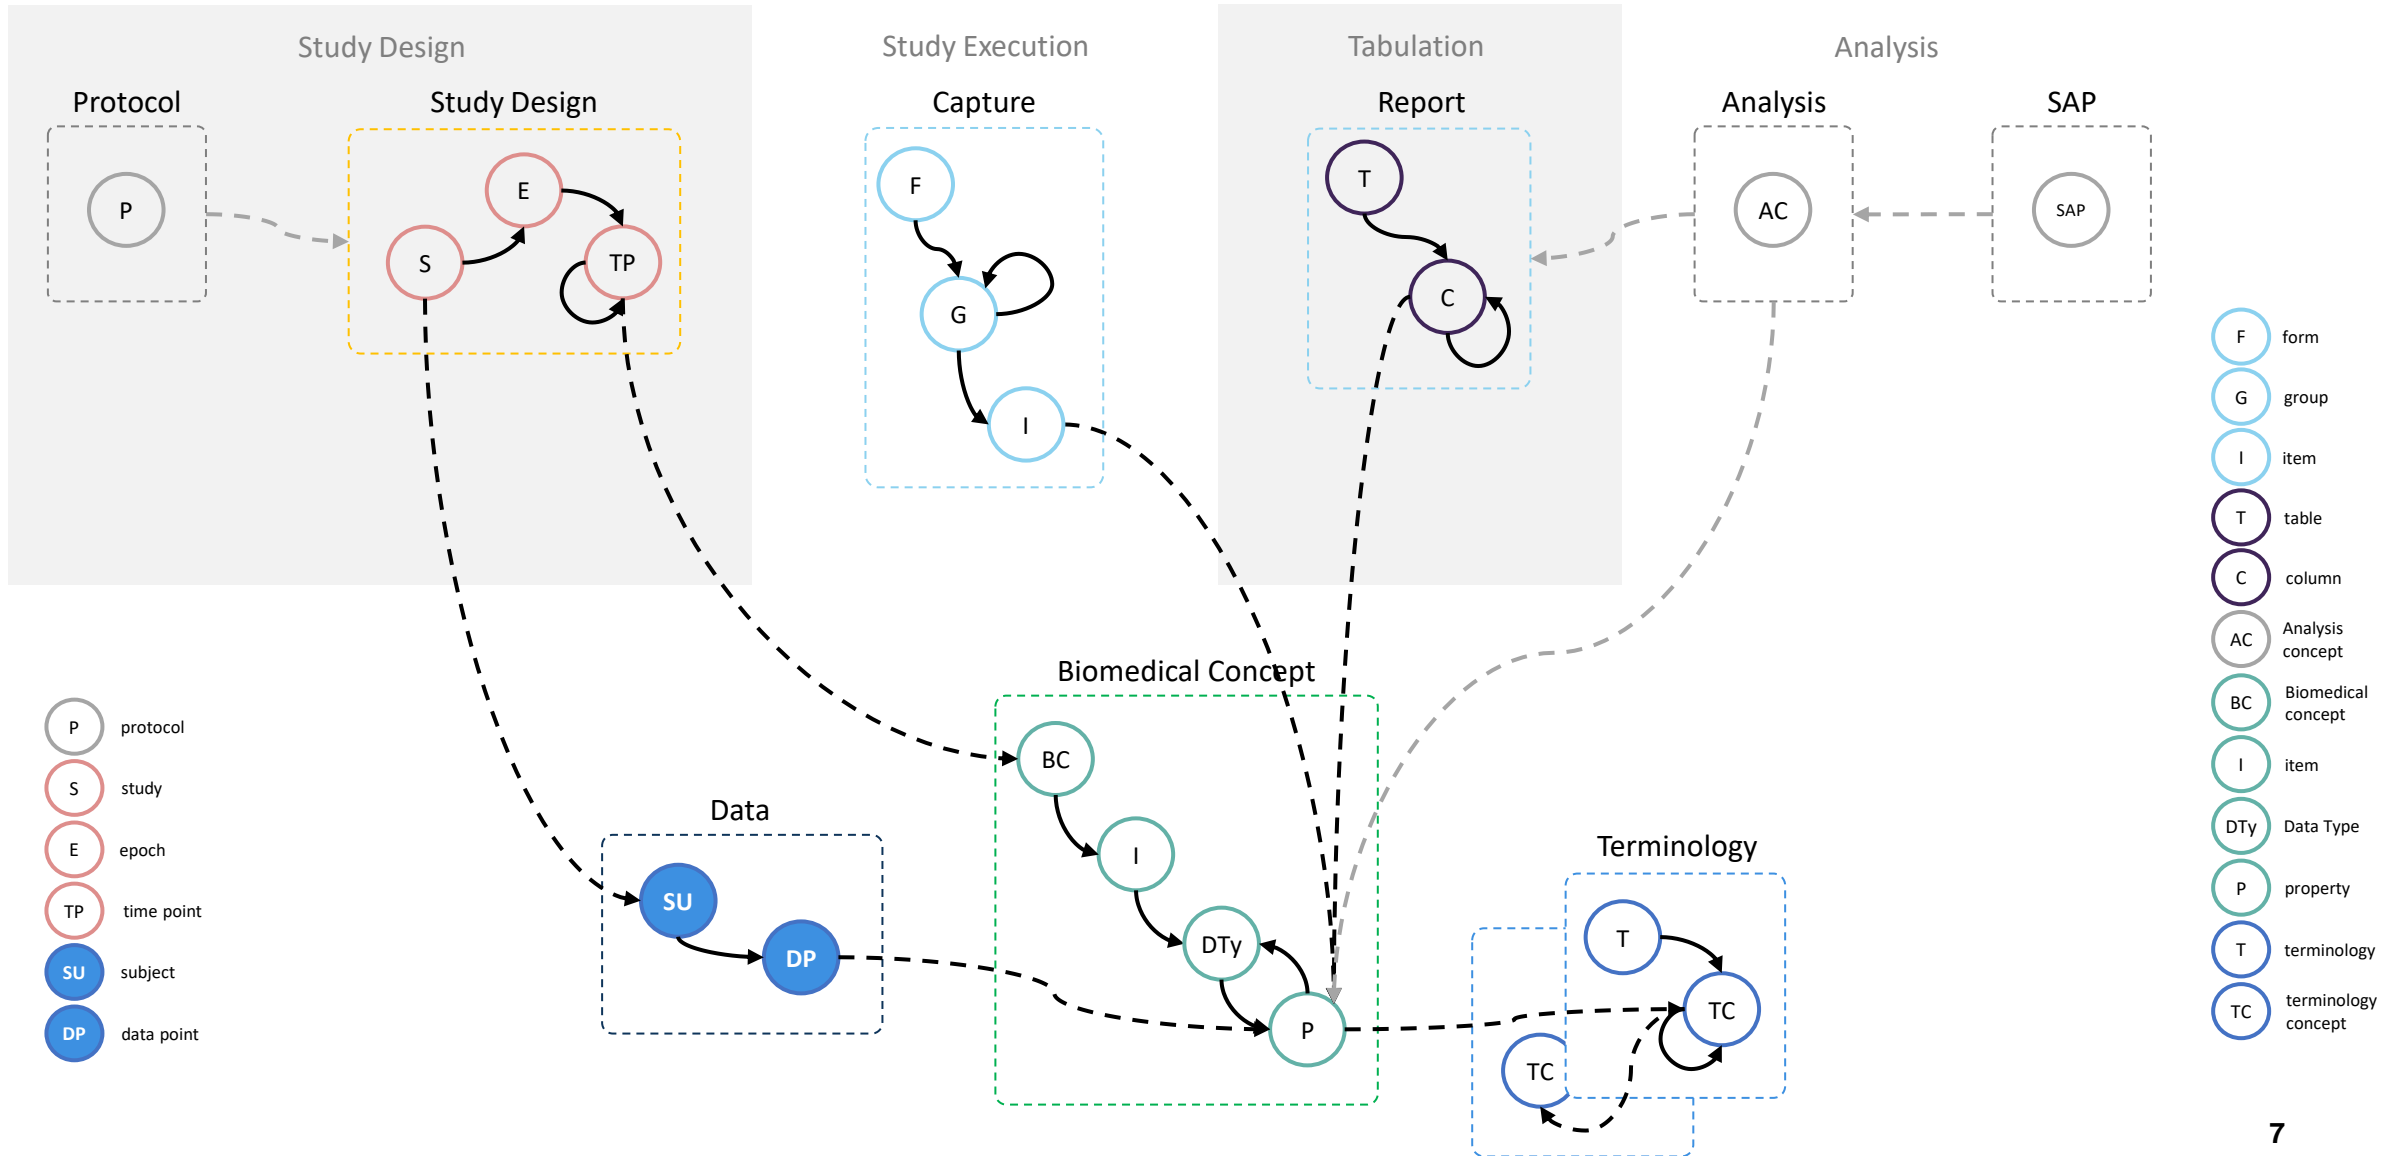 Study Design
Study Execution
Tabulation
Analysis
Protocol
Study Design
Capture
Report
Analysis
SAP
P
S
E
TP
F
G
I
T
C
AC
SAP
Biomedical Concept
BC
I
DTy
P
Data
SU
DP
Terminology
T
TC
TC
P protocol
S study
E epoch
TP time point
SU subject
DP data point
F form
G group
I item
T table
C column
AC Analysis
concept
BC Biomedical
concept
I item
DTy Data Type
P property
T terminology
TC terminology
concept
7